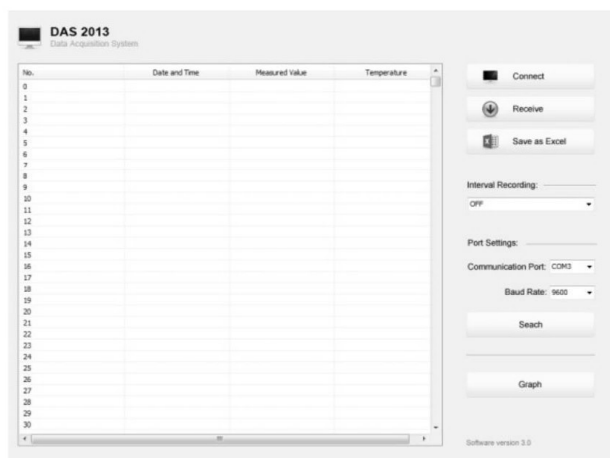 DAS 2013
Data Acquisition System
No. Date and Time Measured Value Temperature
0
1
2
3
4
5
6
7
8
9
10
11
12
13
14
15
16
17
18
19
20
21
22
23
24
25
26
27
28
29
30
Connect
Receive
Save as Excel
Interval Recording:
OFF
Port Settings:
Communication Port: COM3
Baud Rate: 9600
Seach
Graph
Software version 3.0